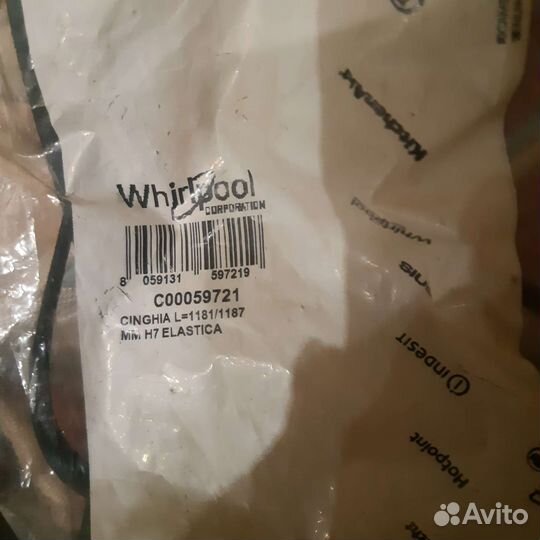 Whirlpool
CORPORATION
8 059131 597219
C00059721
CINGHIA L=1181/1187
MM H7 ELASTICA
KitchenAid
Whirlpool
INDESIT
Hotpoint
Avito